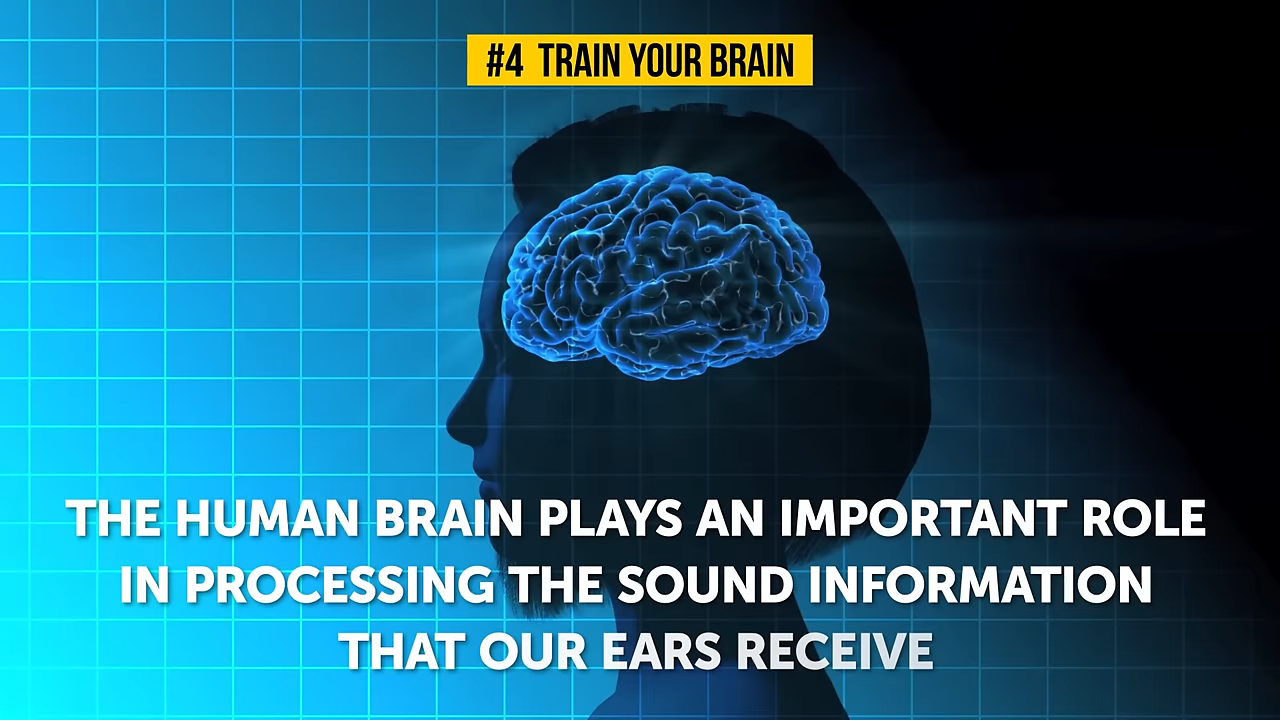 #4 TRAIN YOUR BRAIN
THE HUMAN BRAIN PLAYS AN IMPORTANT ROLE
IN PROCESSING THE SOUND INFORMATION
THAT OUR EARS RECEIVE